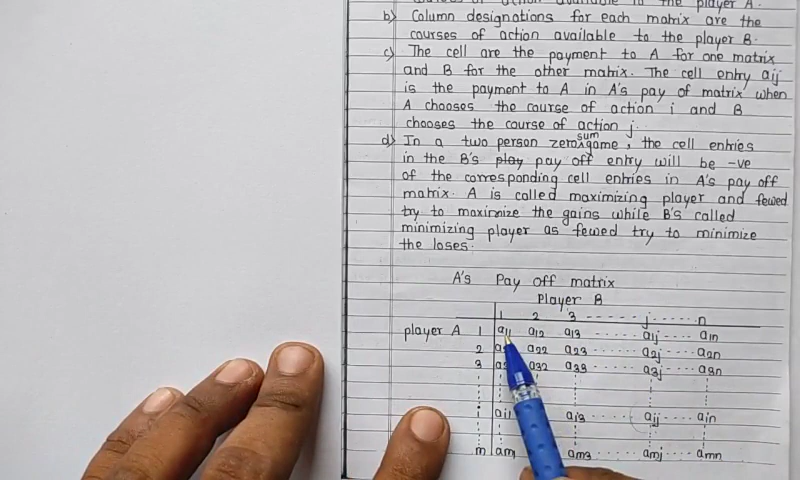 player A.
b) Column designations for each matrix are the
courses of action available to the player B.
c) The cell are the payment to A for one matrix
and B for the other matrix. The cell entry aij
is the payment to A in A's pay of matrix when
A chooses the course of action i and B
chooses the course of action j.
d) In a two person zero sum game, the cell entries
in the B's play pay off entry will be -ve
of the corresponding cell entries in A's pay off
matrix. A is called maximizing player and fewed
try to maximize the gains while B's called
minimizing player as fewed try to minimize
the loses.
A's Pay off matrix
Player B
1 2 3 ------ j ----- n
player A 1 a11 a12 a13 ...... a1j .... a1n
2 a22 a23 ...... a2j .... a2n
3 a32 a33 ...... a3j .... a3n
i ai1 ai3 ...... aij .... ain
m am1 am3 .... amj .... amn